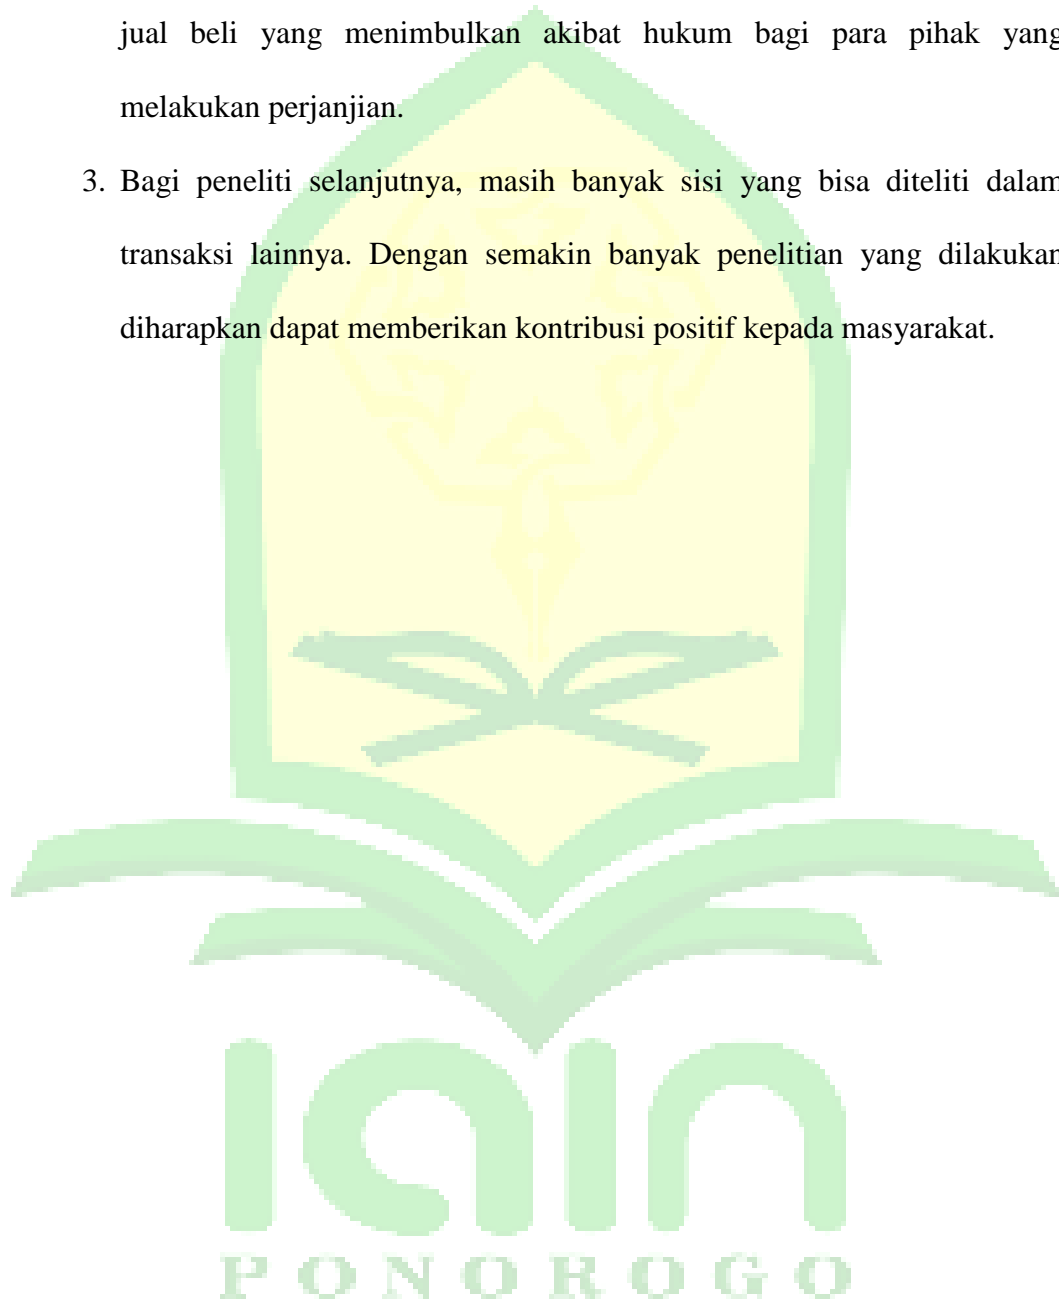 jual beli yang menimbulkan akibat hukum bagi para pihak yang
melakukan perjanjian.
3. Bagi peneliti selanjutnya, masih banyak sisi yang bisa diteliti dalam
transaksi lainnya. Dengan semakin banyak penelitian yang dilakukan
diharapkan dapat memberikan kontribusi positif kepada masyarakat.
IAIN
PONOROGO